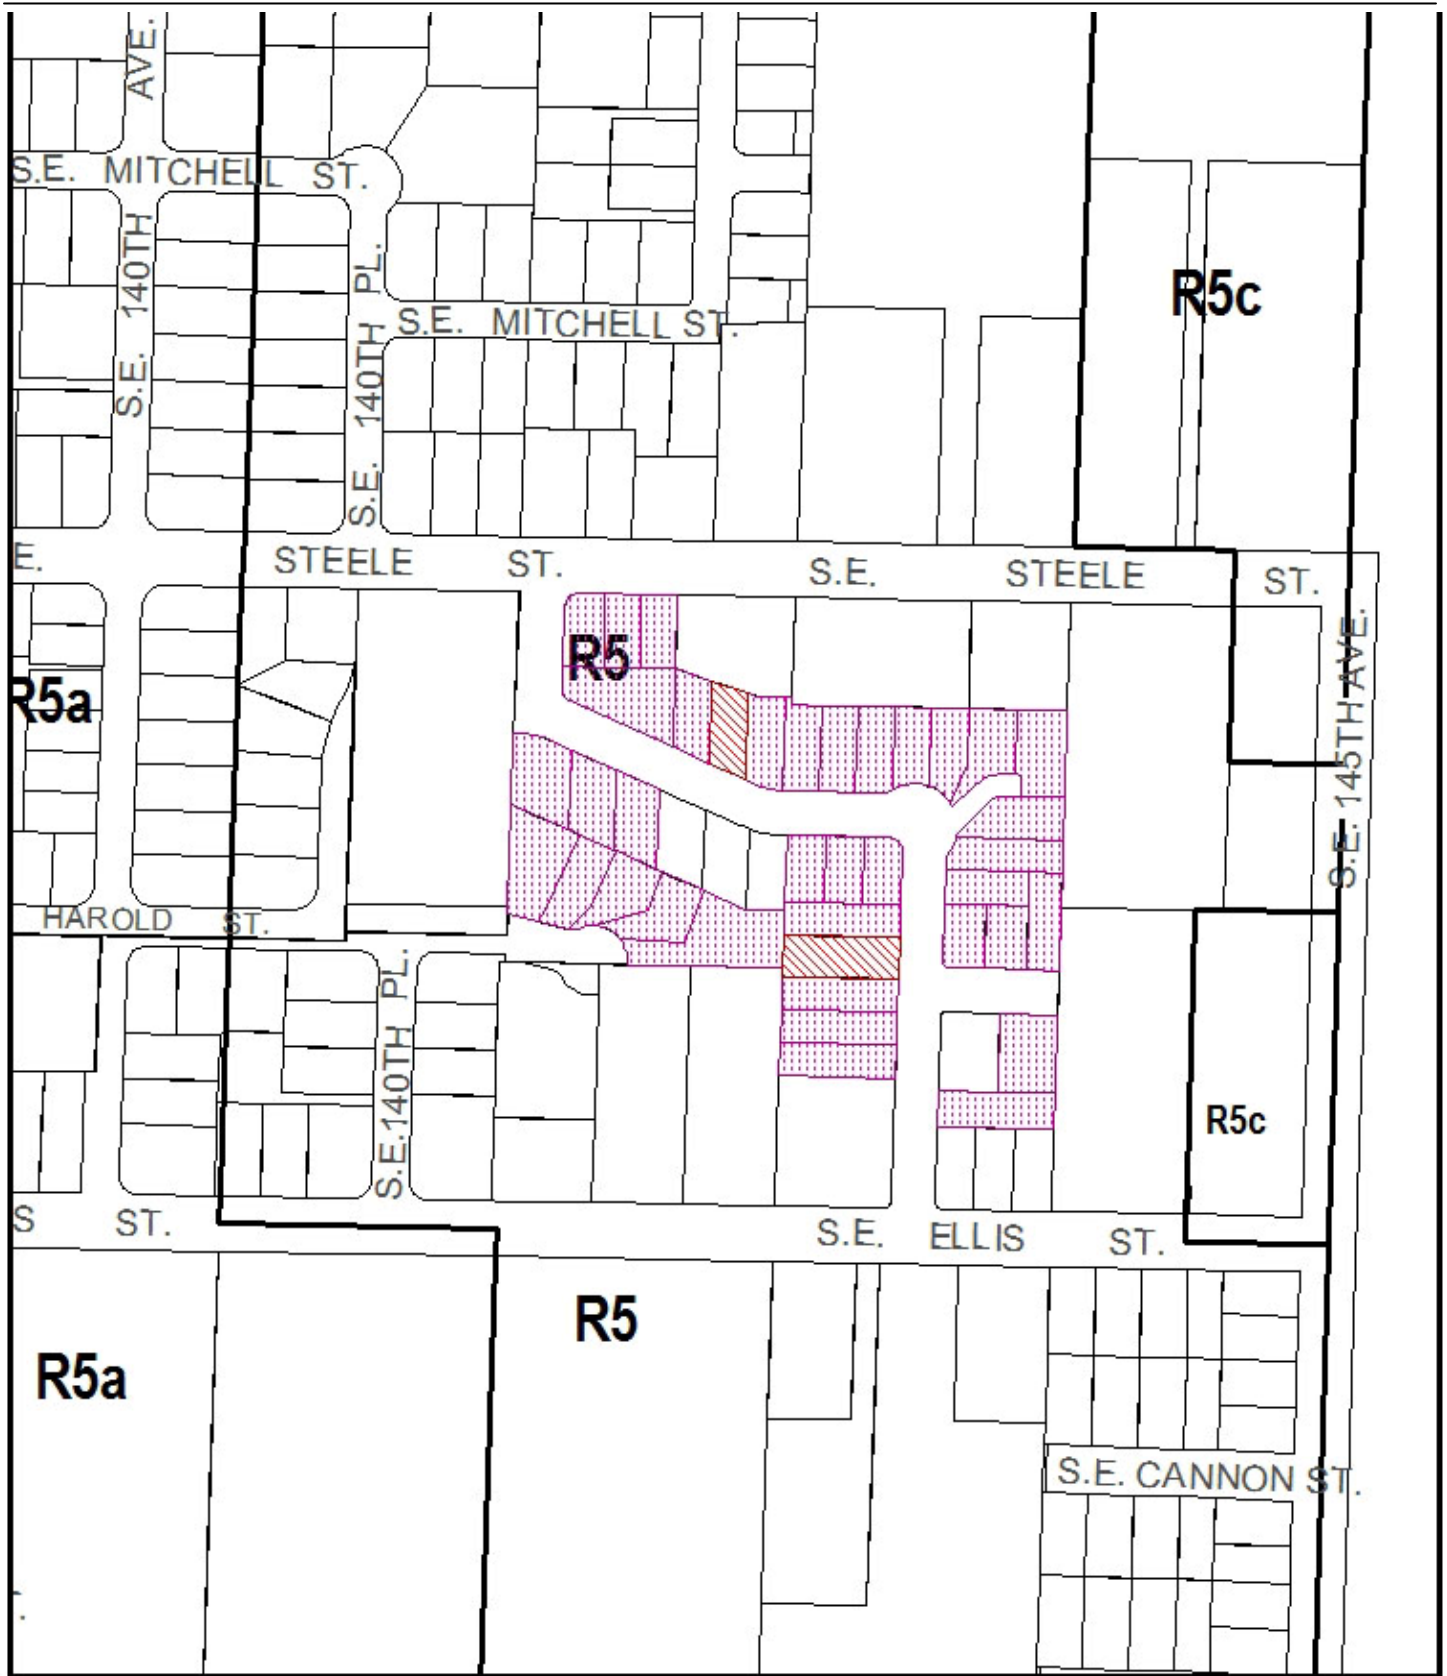 AVE.
S.E. MITCHELL ST.
S.E. 140TH
S.E. 140TH PL.
S.E. MITCHELL ST.
R5c
E.
STEELE ST.
S.E. STEELE ST.
R5
R5a
S.E. 145TH AVE.
HAROLD ST.
S.E. 140TH PL.
R5c
S ST.
S.E. ELLIS ST.
R5
R5a
S.E. CANNON ST.